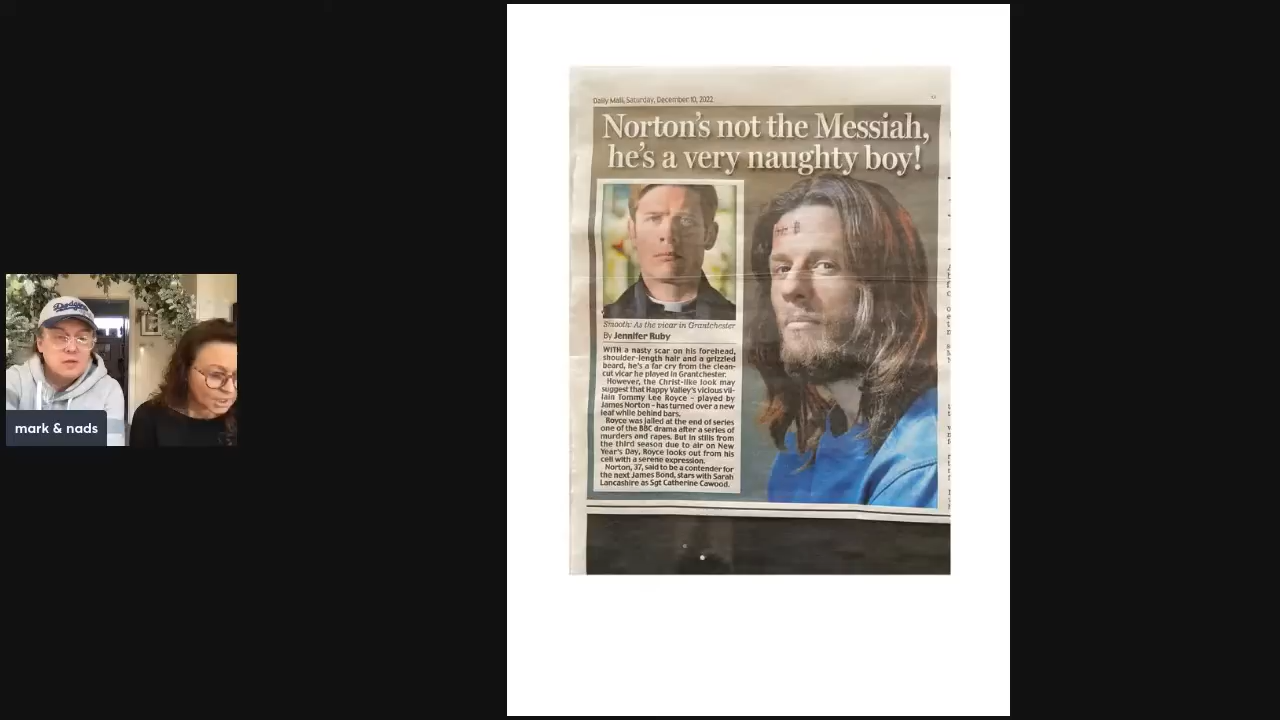 Daily Mail, Saturday, December 10, 2022
Norton's not the Messiah,
he's a very naughty boy!
Smooth: As the vicar in Grantchester
By Jennifer Ruby
WITH a nasty scar on his forehead,
shoulder-length hair and a grizzled
beard, he's a far cry from the clean-
cut vicar he played in Grantchester.
However, the Christ-like look may
suggest that Happy Valley's vicious vil-
lain Tommy Lee Royce – played by
James Norton – has turned over a new
leaf while behind bars.
Royce was jailed at the end of series
one of the BBC drama after a series of
murders and rapes. But in stills from
the third season due to air on New
Year's Day, Royce looks out from his
cell with a serene expression.
Norton, 37, said to be a contender for
the next James Bond, stars with Sarah
Lancashire as Sgt Catherine Cawood.
Dodgers
mark & nads